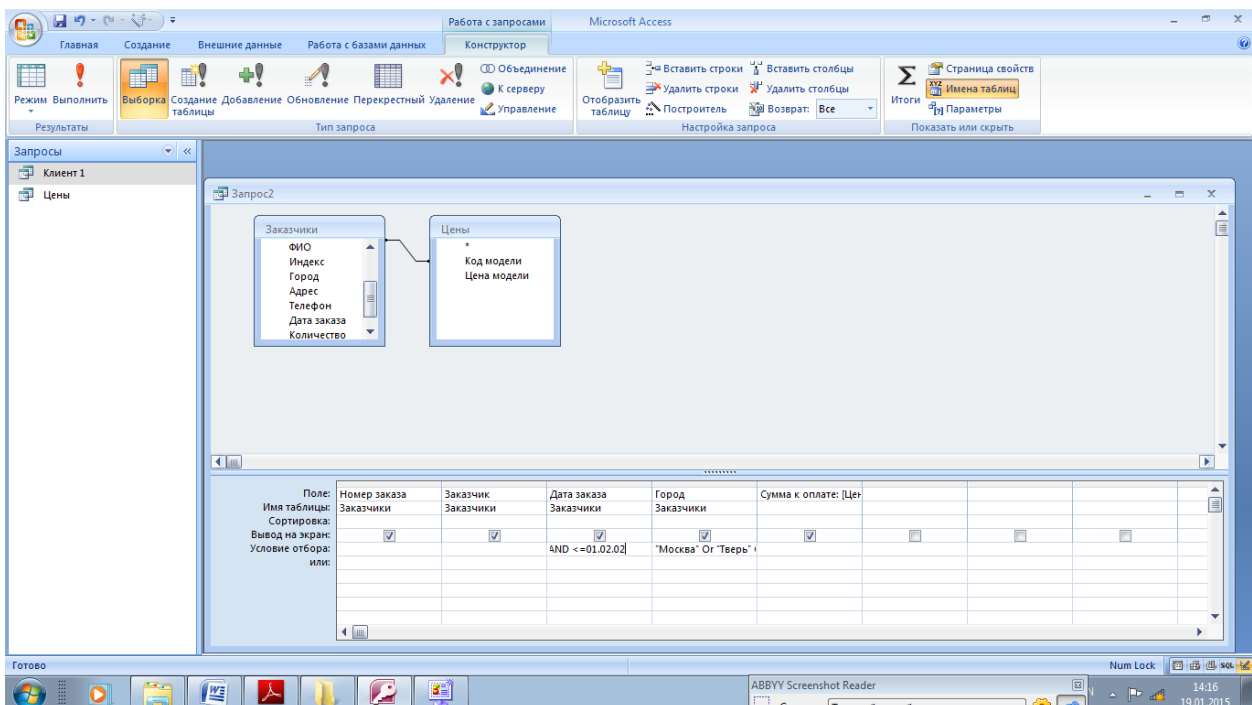 Работа с запросами Microsoft Access
Главная Создание Внешние данные Работа с базами данных Конструктор
Режим Выполнить
Выборка Создание таблицы Добавление Обновление Перекрестный Удаление
Объединение
К серверу
Управление
Отобразить таблицу
Вставить строки
Удалить строки
Построитель
Вставить столбцы
Удалить столбцы
Возврат: Все
Итоги
Страница свойств
Имена таблиц
Параметры
Результаты Тип запроса Настройка запроса Показать или скрыть
Запросы
Клиент 1
Цены
Запрос2
Заказчики
ФИО
Индекс
Город
Адрес
Телефон
Дата заказа
Количество
Цены
*
Код модели
Цена модели
Поле: Номер заказа Заказчик Дата заказа Город Сумма к оплате: [Цен
Имя таблицы: Заказчики Заказчики Заказчики Заказчики
Сортировка:
Вывод на экран:
Условие отбора: AND <=01.02.02 "Москва" Or "Тверь"
или:
Готово Num Lock SQL
ABBYY Screenshot Reader
14:16
19.01.2015